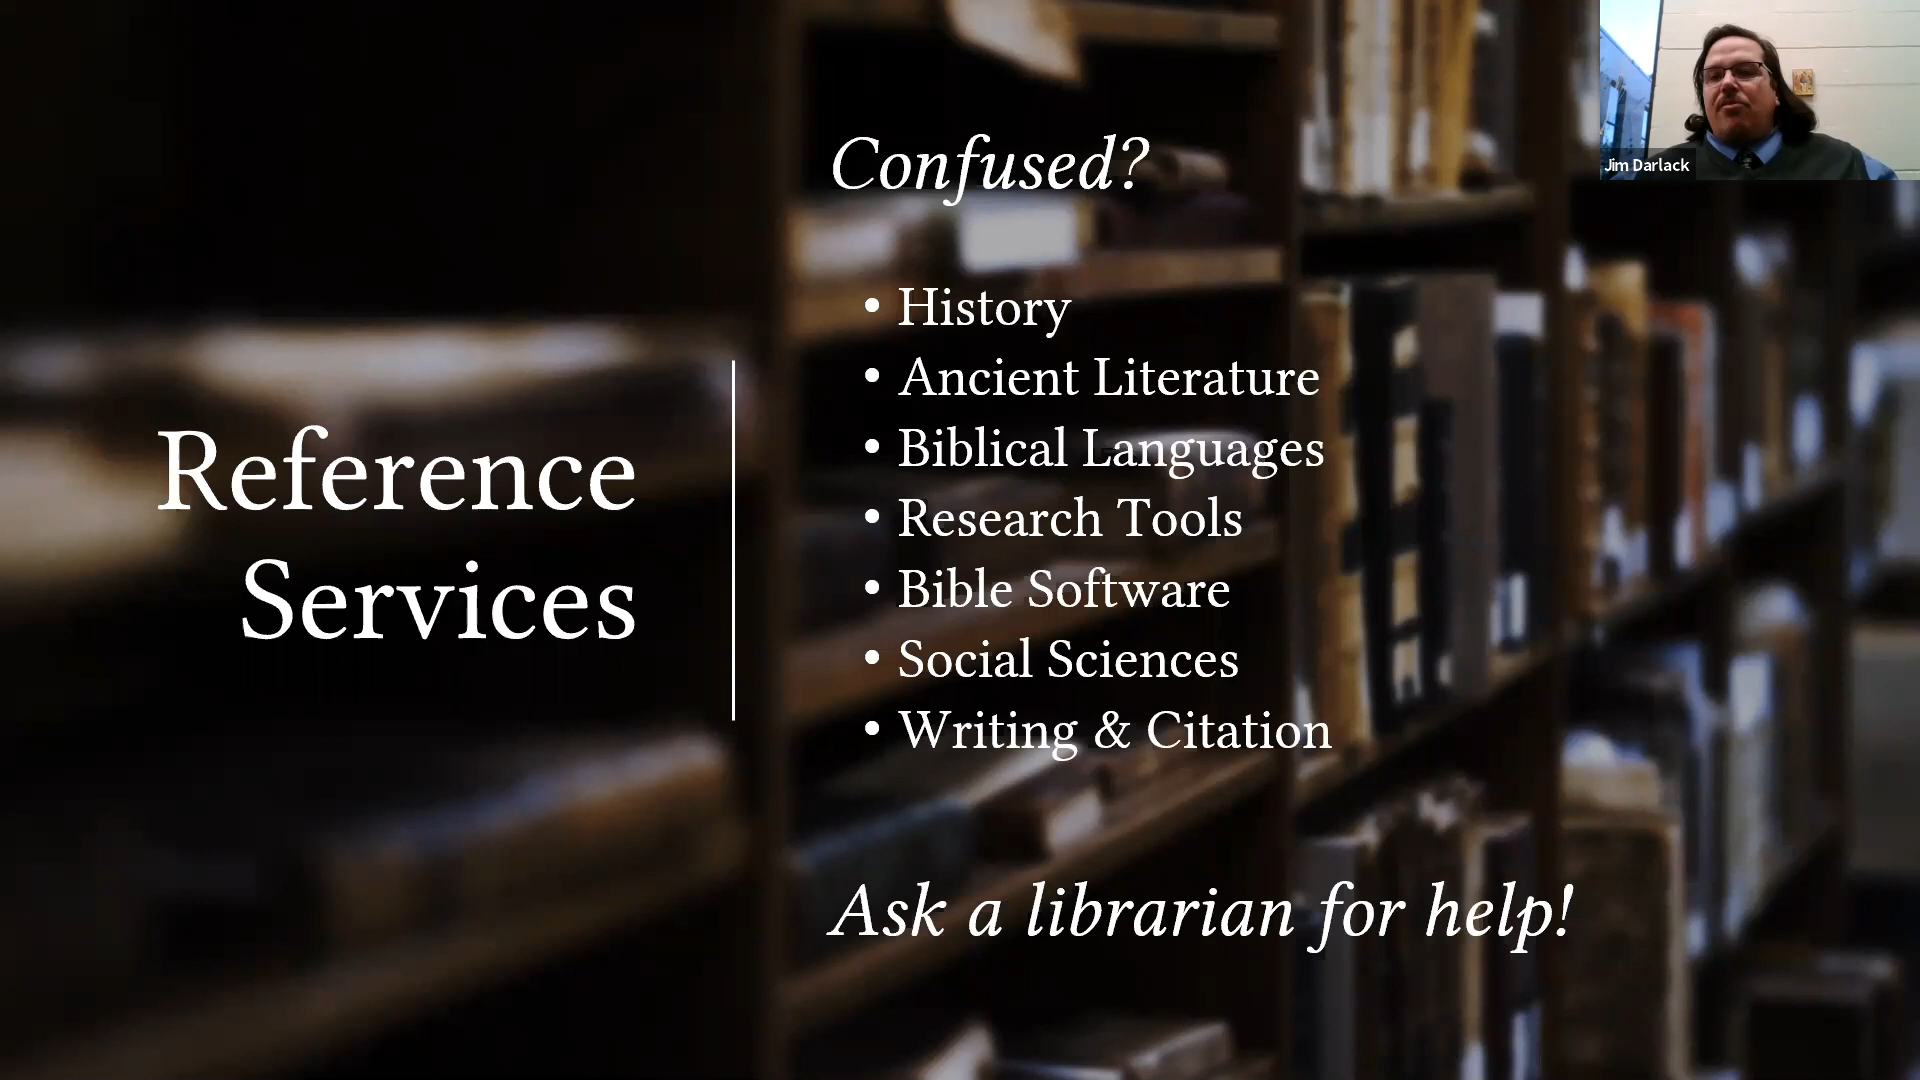 Reference
Services
Confused?
• History
• Ancient Literature
• Biblical Languages
• Research Tools
• Bible Software
• Social Sciences
• Writing & Citation
Ask a librarian for help!
Jim Darlack